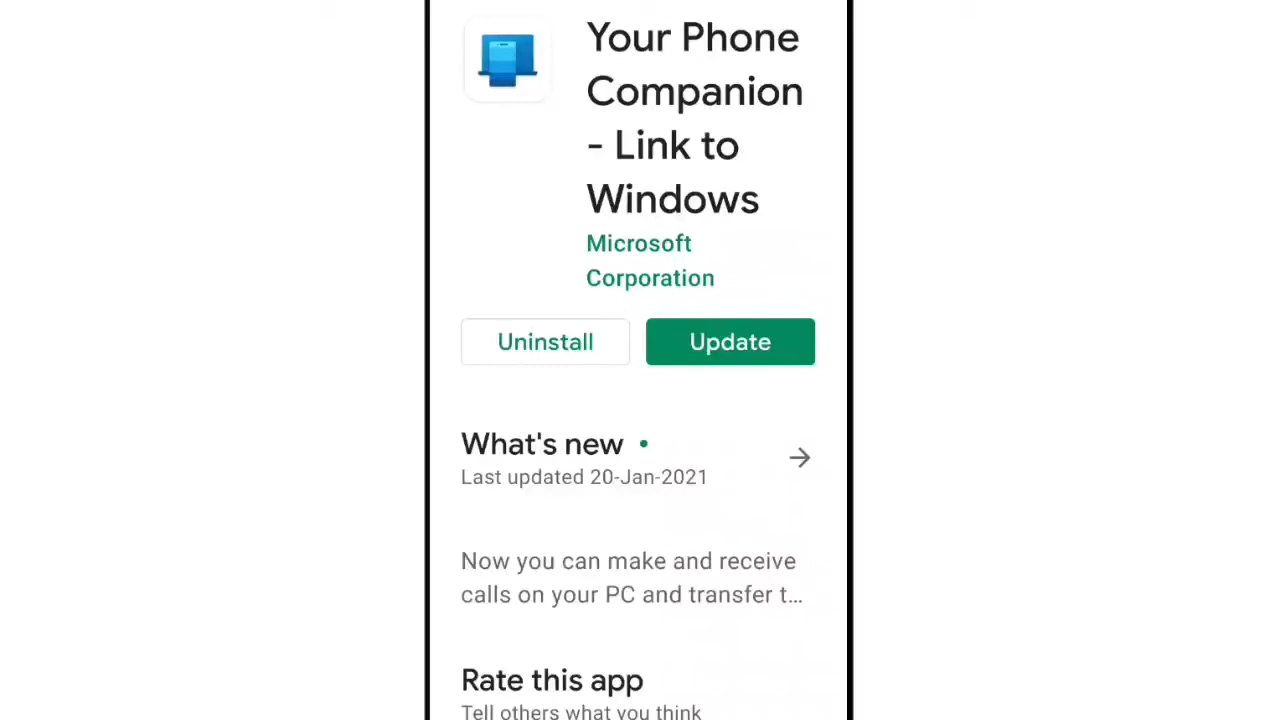 Your Phone
Companion
- Link to
Windows
Microsoft
Corporation
Uninstall
Update
What's new
Last updated 20-Jan-2021
Now you can make and receive
calls on your PC and transfer t...
Rate this app
Tell others what you think